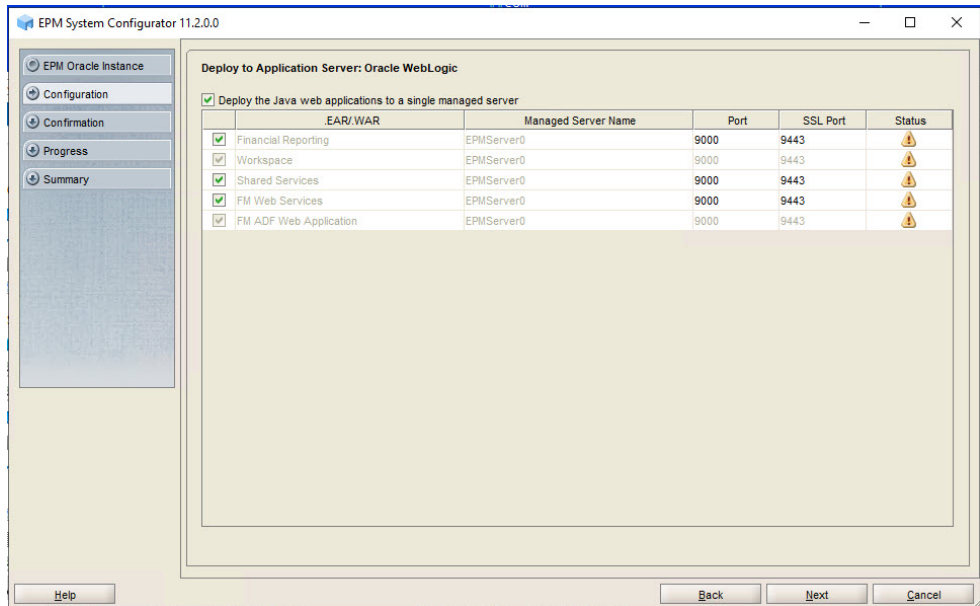 EPM System Configurator 11.2.0.0
EPM Oracle Instance
Configuration
Confirmation
Progress
Summary
Deploy to Application Server: Oracle WebLogic
Deploy the Java web applications to a single managed server
.EAR/.WAR Managed Server Name Port SSL Port Status
Financial Reporting EPMServer0 9000 9443
Workspace EPMServer0 9000 9443
Shared Services EPMServer0 9000 9443
FM Web Services EPMServer0 9000 9443
FM ADF Web Application EPMServer0 9000 9443
Help Back Next Cancel